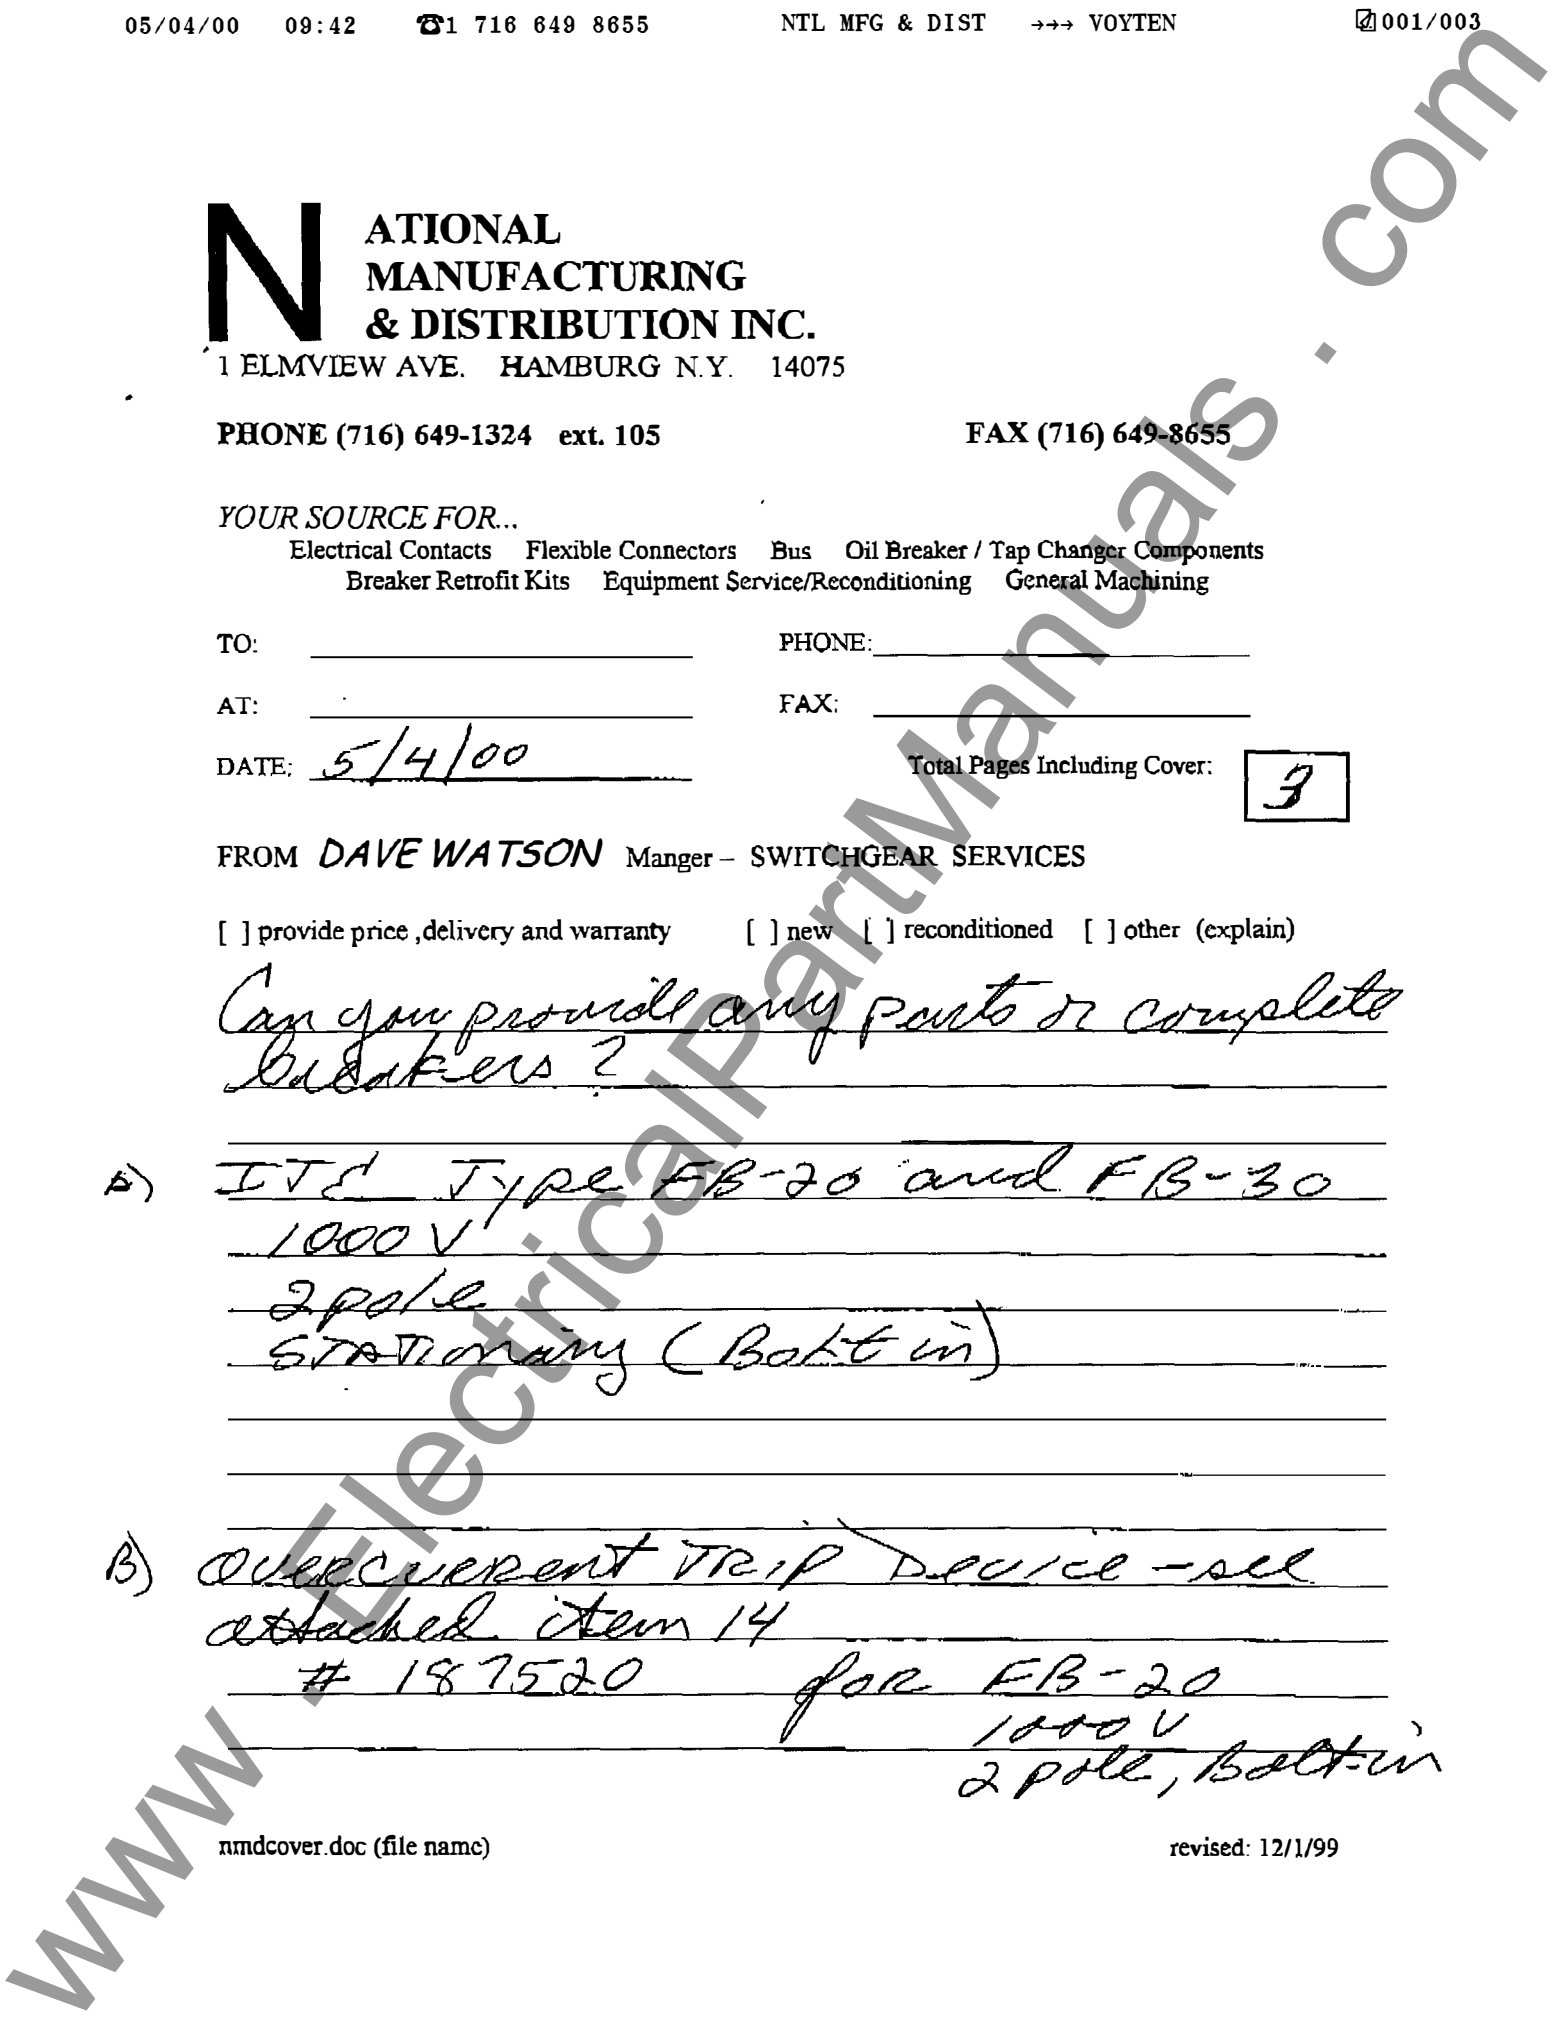 05/04/00 09:42 ☎1 716 649 8655 NTL MFG & DIST →→→ VOYTEN 001/003
NATIONAL
MANUFACTURING
& DISTRIBUTION INC.
1 ELMVIEW AVE. HAMBURG N.Y. 14075
PHONE (716) 649-1324 ext. 105 FAX (716) 649-8655
YOUR SOURCE FOR...
Electrical Contacts Flexible Connectors Bus Oil Breaker / Tap Changer Components
Breaker Retrofit Kits Equipment Service/Reconditioning General Machining
TO: PHONE:
AT: FAX:
DATE: 5/4/00 Total Pages Including Cover: 3
FROM DAVE WATSON Manger – SWITCHGEAR SERVICES
[ ] provide price ,delivery and warranty [ ] new [ ] reconditioned [ ] other (explain)
Can you provide any parts or complete
breakers ?
A) ITE Type FB-20 and FB-30
1000 V
2 pole
STATionary (Bolt in)
B) overcurrent TRIP Device - see
attached item 14
# 187520 for FB-20
1000 V
2 pole, Bolt-in
nmdcover.doc (file name) revised: 12/1/99
www . ElectricalPartManuals . com